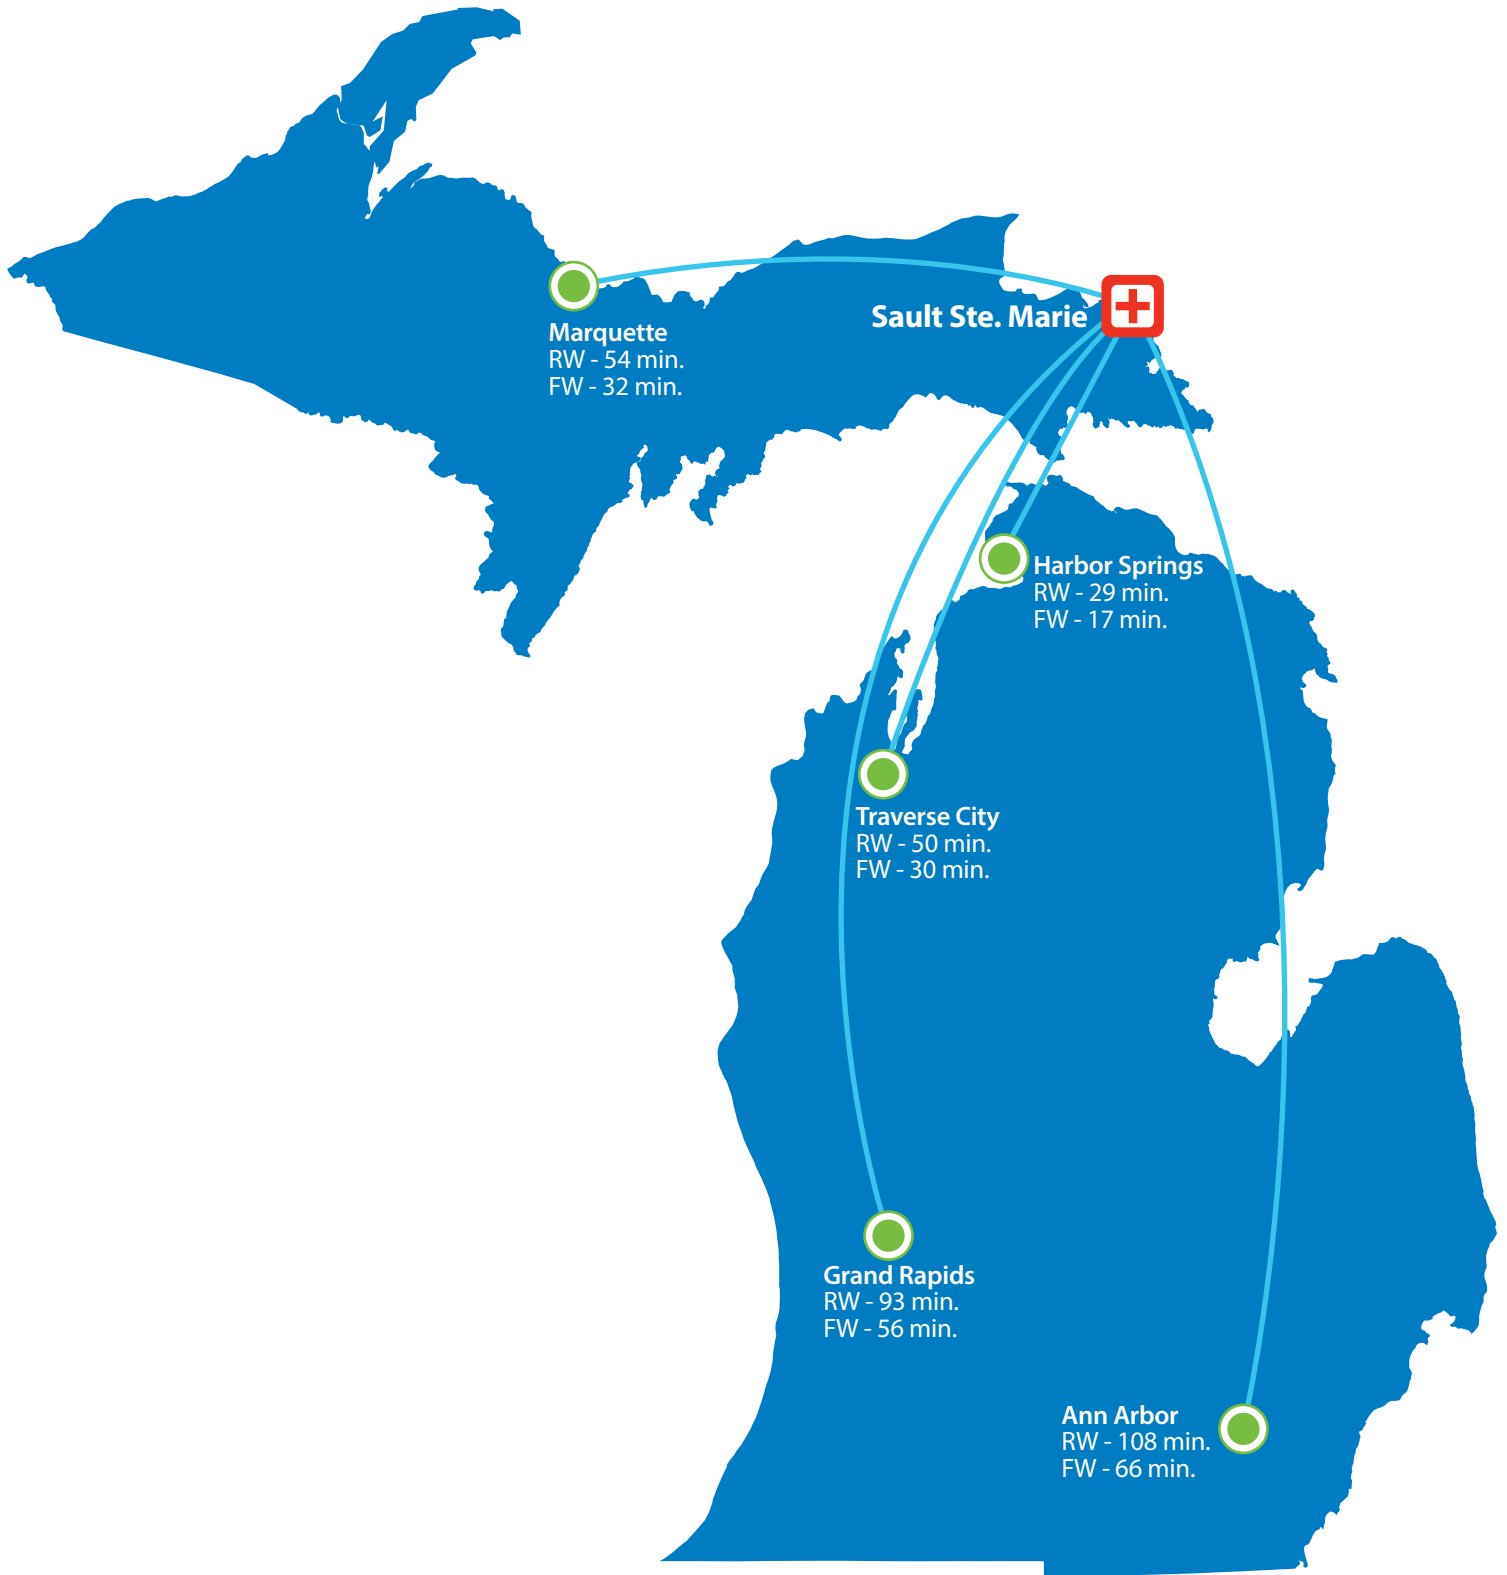 Sault Ste. Marie
Marquette
RW - 54 min.
FW - 32 min.
Harbor Springs
RW - 29 min.
FW - 17 min.
Traverse City
RW - 50 min.
FW - 30 min.
Grand Rapids
RW - 93 min.
FW - 56 min.
Ann Arbor
RW - 108 min.
FW - 66 min.